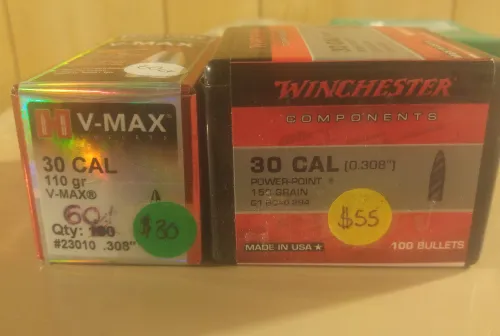 V-MAX
H V-MAX
30 CAL
110 gr
V-MAX®
60
Qty: 100
#23010 .308"
$30
WINCHESTER
COMPONENTS
30 CAL (0.308")
POWER-POINT ®
GRAIN
$55
MADE IN USA ★
100 BULLETS